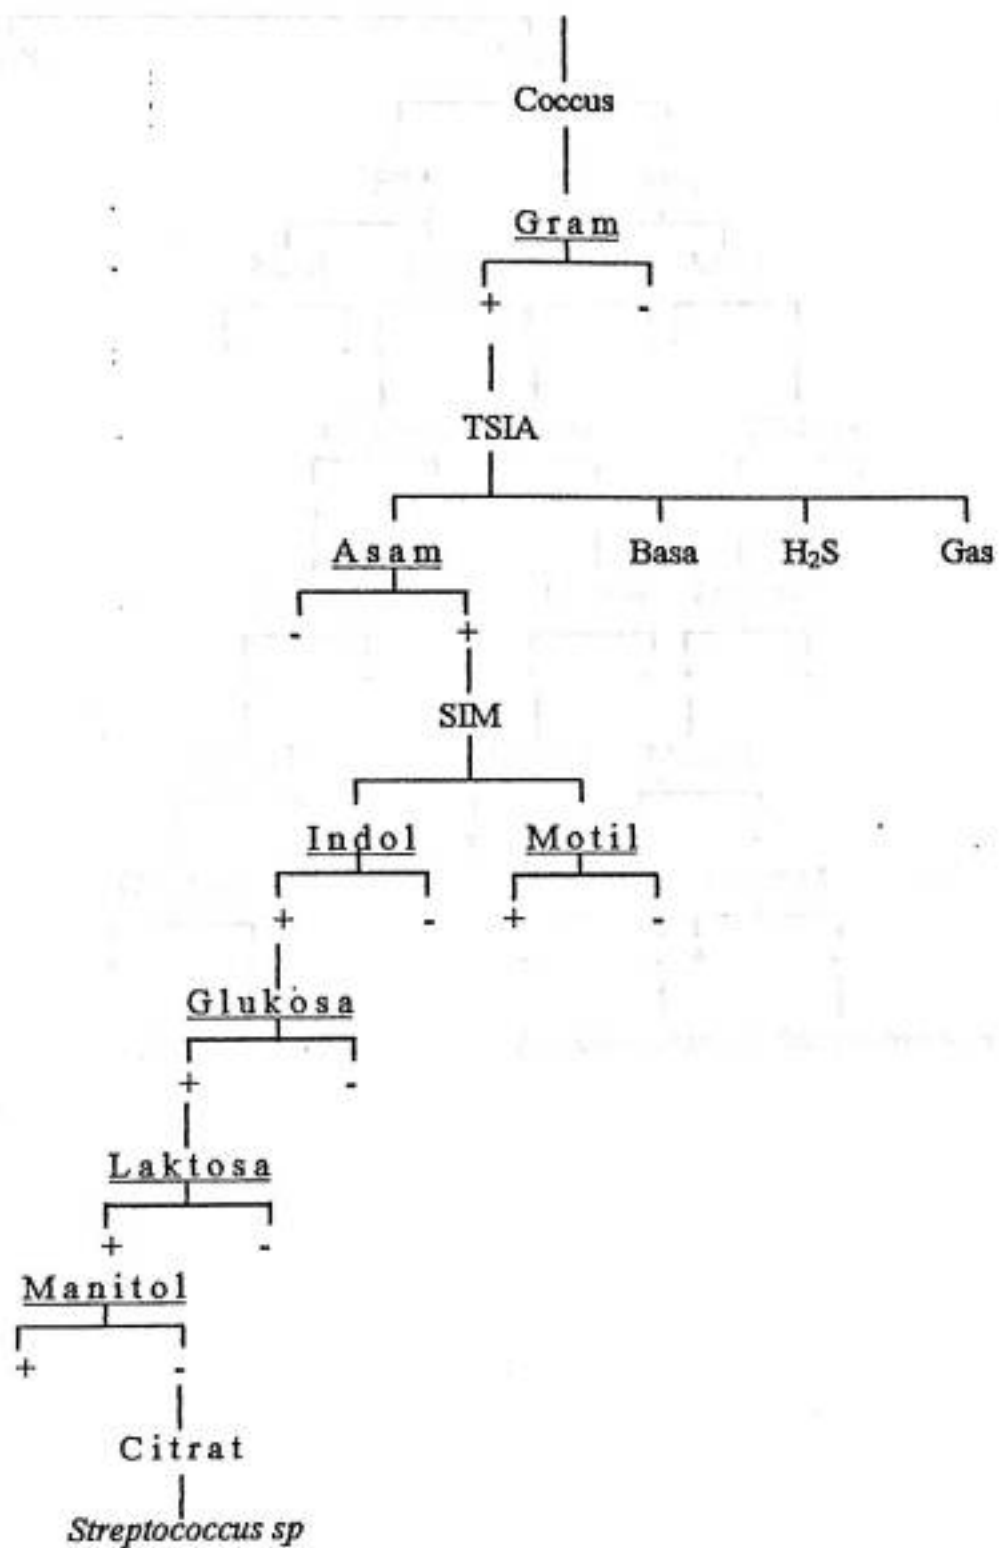 Coccus
Gram
+ -
TSIA
Asam Basa H₂S Gas
- +
SIM
Indol Motil
+ - + -
Glukosa
+ -
Laktosa
+ -
Manitol
+ -
Citrat
Streptococcus sp